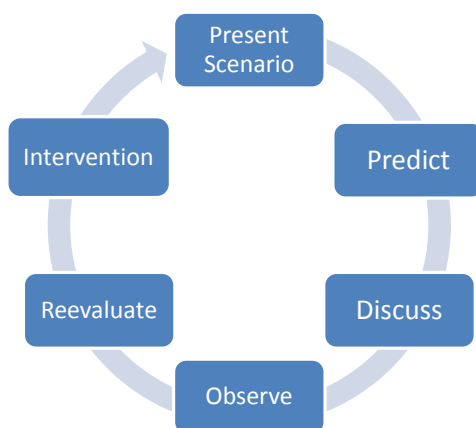 Present
Scenario
Predict
Discuss
Observe
Reevaluate
Intervention